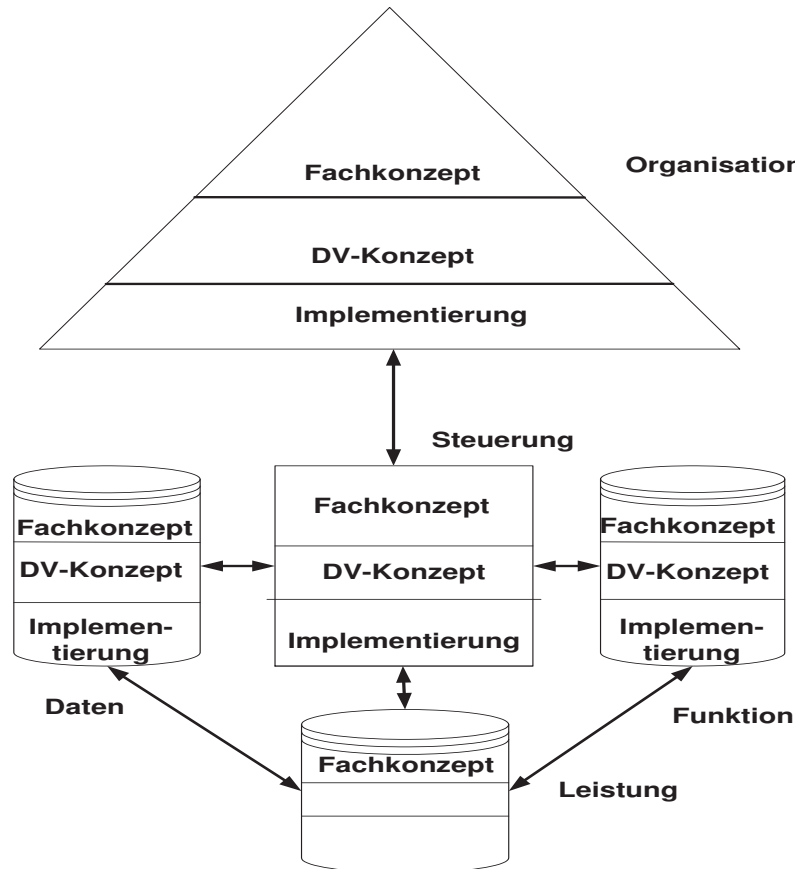 Fachkonzept
Organisation
DV-Konzept
Implementierung
Steuerung
Fachkonzept
DV-Konzept
Implemen-
tierung
Daten
Fachkonzept
DV-Konzept
Implementierung
Fachkonzept
DV-Konzept
Implemen-
tierung
Funktion
Fachkonzept
Leistung